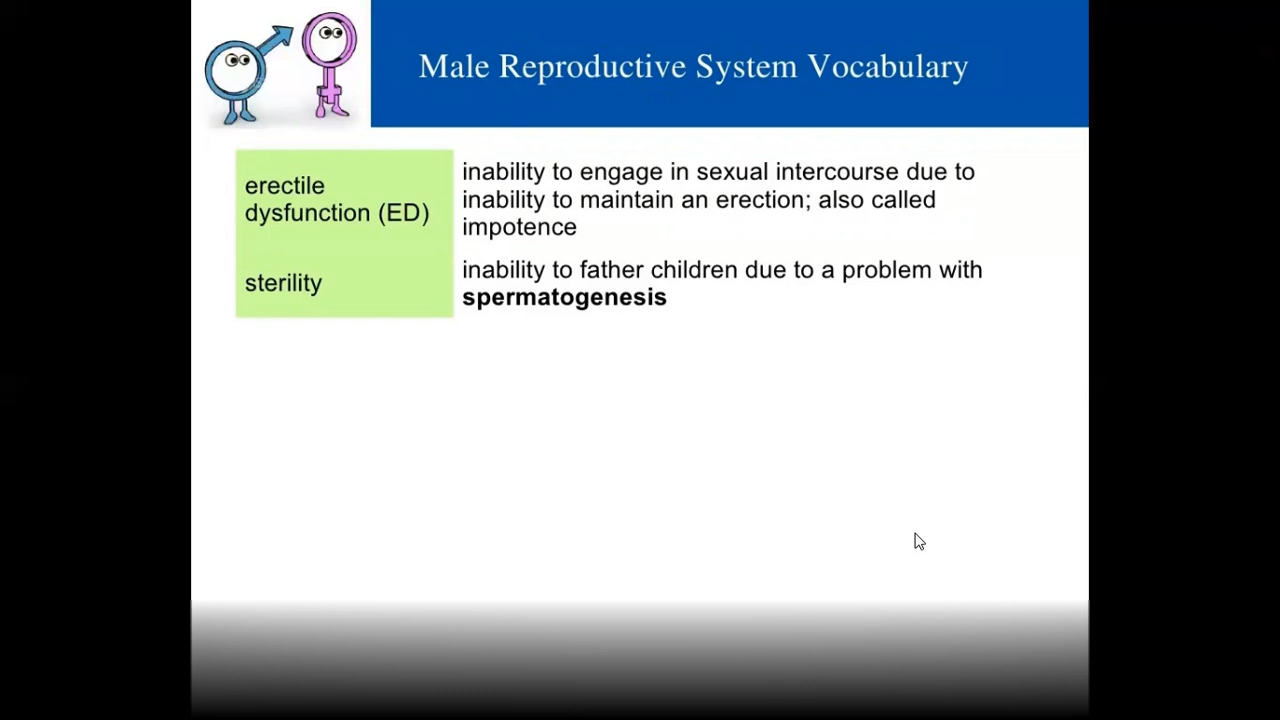 Male Reproductive System Vocabulary
erectile
dysfunction (ED)
inability to engage in sexual intercourse due to
inability to maintain an erection; also called
impotence
sterility
inability to father children due to a problem with
spermatogenesis